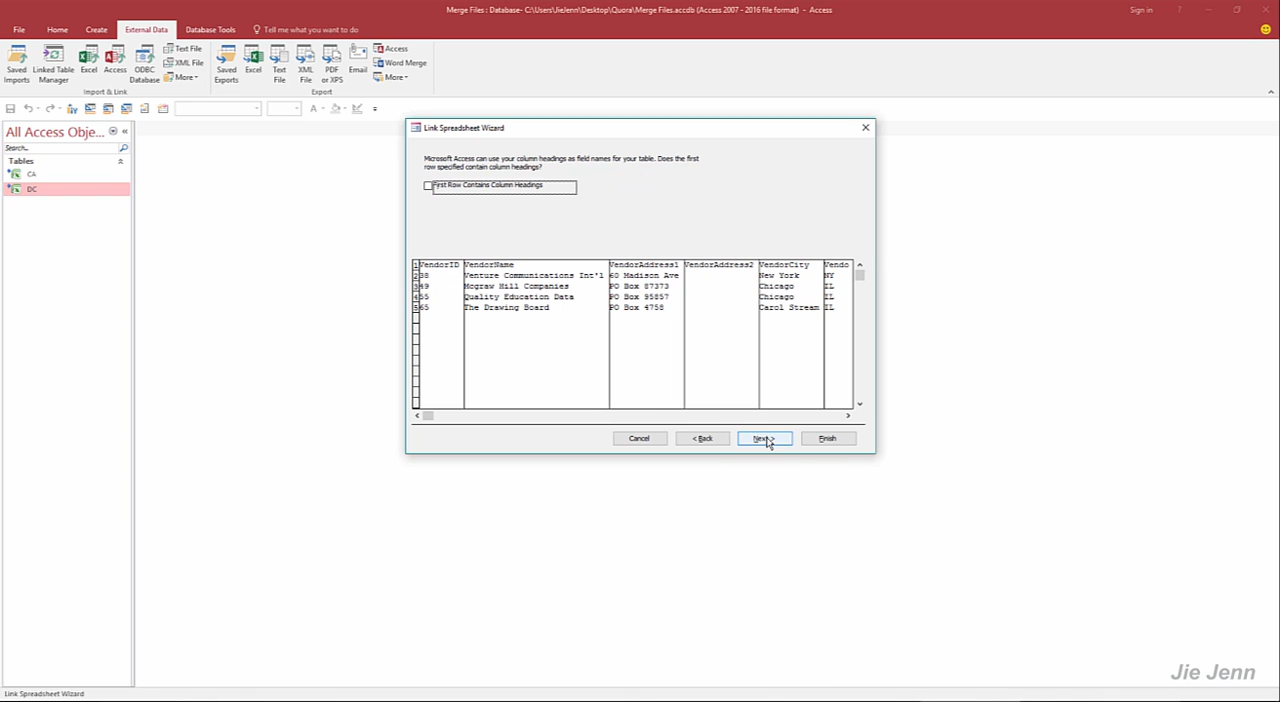 Merge Files : Database- C:\Users\JieJenn\Desktop\Quora\Merge Files.accdb (Access 2007 - 2016 file format) - Access
Sign in
?
File Home Create External Data Database Tools Tell me what you want to do
Saved Imports
Linked Table Manager
Excel
Access
ODBC Database
Text File
XML File
More
Import & Link
Saved Exports
Excel
Text File
XML File
PDF or XPS
Email
Access
Word Merge
More
Export
All Access Obje... «
Search...
Tables
CA
DC
Link Spreadsheet Wizard
Microsoft Access can use your column headings as field names for your table. Does the first
row specified contain column headings?
First Row Contains Column Headings
1 VendorID VendorName VendorAddress1 VendorAddress2 VendorCity Vendo
2 38 Venture Communications Int'l 60 Madison Ave New York NY
3 49 Mcgraw Hill Companies PO Box 87373 Chicago IL
4 55 Quality Education Data PO Box 95857 Chicago IL
5 65 The Drawing Board PO Box 4758 Carol Stream IL
Cancel < Back Next > Finish
Jie Jenn
Link Spreadsheet Wizard